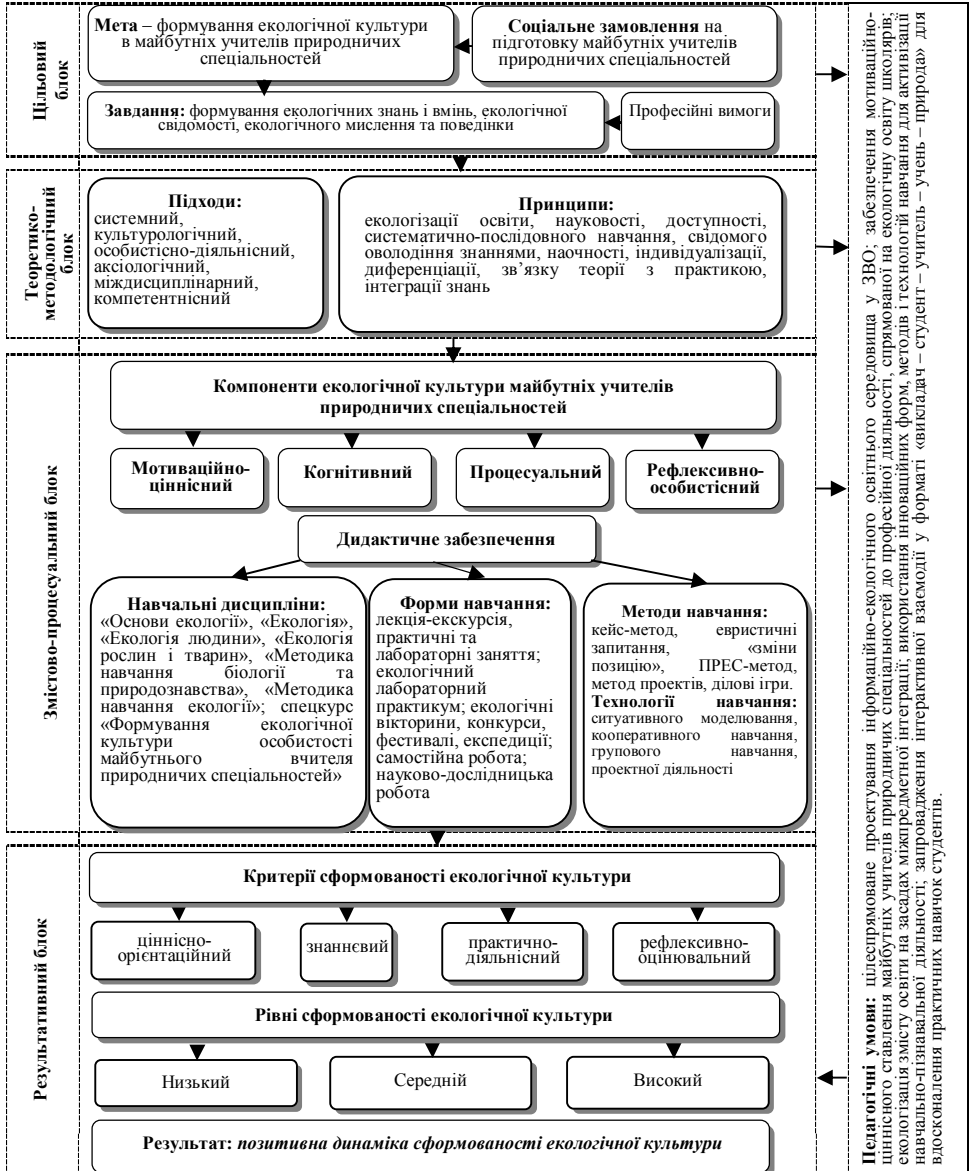 Цільовий
блок
Мета – формування екологічної культури
в майбутніх учителів природничих
спеціальностей
Соціальне замовлення на
підготовку майбутніх учителів
природничих спеціальностей
Завдання: формування екологічних знань і вмінь, екологічної
свідомості, екологічного мислення та поведінки
Професійні вимоги
Теоретико-
методологічний
блок
Підходи:
системний,
культурологічний,
особистісно-діяльнісний,
аксіологічний,
міждисциплінарний,
компетентнісний
Принципи:
екологізації освіти, науковості, доступності,
систематично-послідовного навчання, свідомого
оволодіння знаннями, наочності, індивідуалізації,
диференціації, зв’язку теорії з практикою,
інтеграції знань
Змістово-процесуальний блок
Компоненти екологічної культури майбутніх учителів
природничих спеціальностей
Мотиваційно-
ціннісний
Когнітивний
Процесуальний
Рефлексивно-
особистісний
Дидактичне забезпечення
Навчальні дисципліни:
«Основи екології», «Екологія»,
«Екологія людини», «Екологія
рослин і тварин», «Методика
навчання біології та
природознавства», «Методика
навчання екології»; спецкурс
«Формування екологічної
культури особистості
майбутнього вчителя
природничих спеціальностей»
Форми навчання:
лекція-екскурсія,
практичні та
лабораторні заняття;
екологічний
лабораторний
практикум; екологічні
вікторини, конкурси,
фестивалі, експедиції;
самостійна робота;
науково-дослідницька
робота
Методи навчання:
кейс-метод, евристичні
запитання, «зміни
позицію», ПРЕС-метод,
метод проектів, ділові ігри.
Технології навчання:
ситуативного моделювання,
кооперативного навчання,
групового навчання,
проектної діяльності
Результативний блок
Критерії сформованості екологічної культури
ціннісно-
орієнтаційний
знаннєвий
практично-
діяльнісний
рефлексивно-
оцінювальний
Рівні сформованості екологічної культури
Низький
Середній
Високий
Результат: позитивна динаміка сформованості екологічної культури
Педагогічні умови: цілеспрямоване проектування інформаційно-екологічного освітнього середовища у ЗВО; забезпечення мотиваційно-
ціннісного ставлення майбутніх учителів природничих спеціальностей до професійної діяльності, спрямованої на екологічну освіту школярів;
екологізація змісту освіти на засадах міжпредметної інтеграції; використання інноваційних форм, методів і технологій навчання для активізації
навчально-пізнавальної діяльності; запровадження інтерактивної взаємодії у форматі «викладач – студент – учитель – учень – природа» для
вдосконалення практичних навичок студентів.